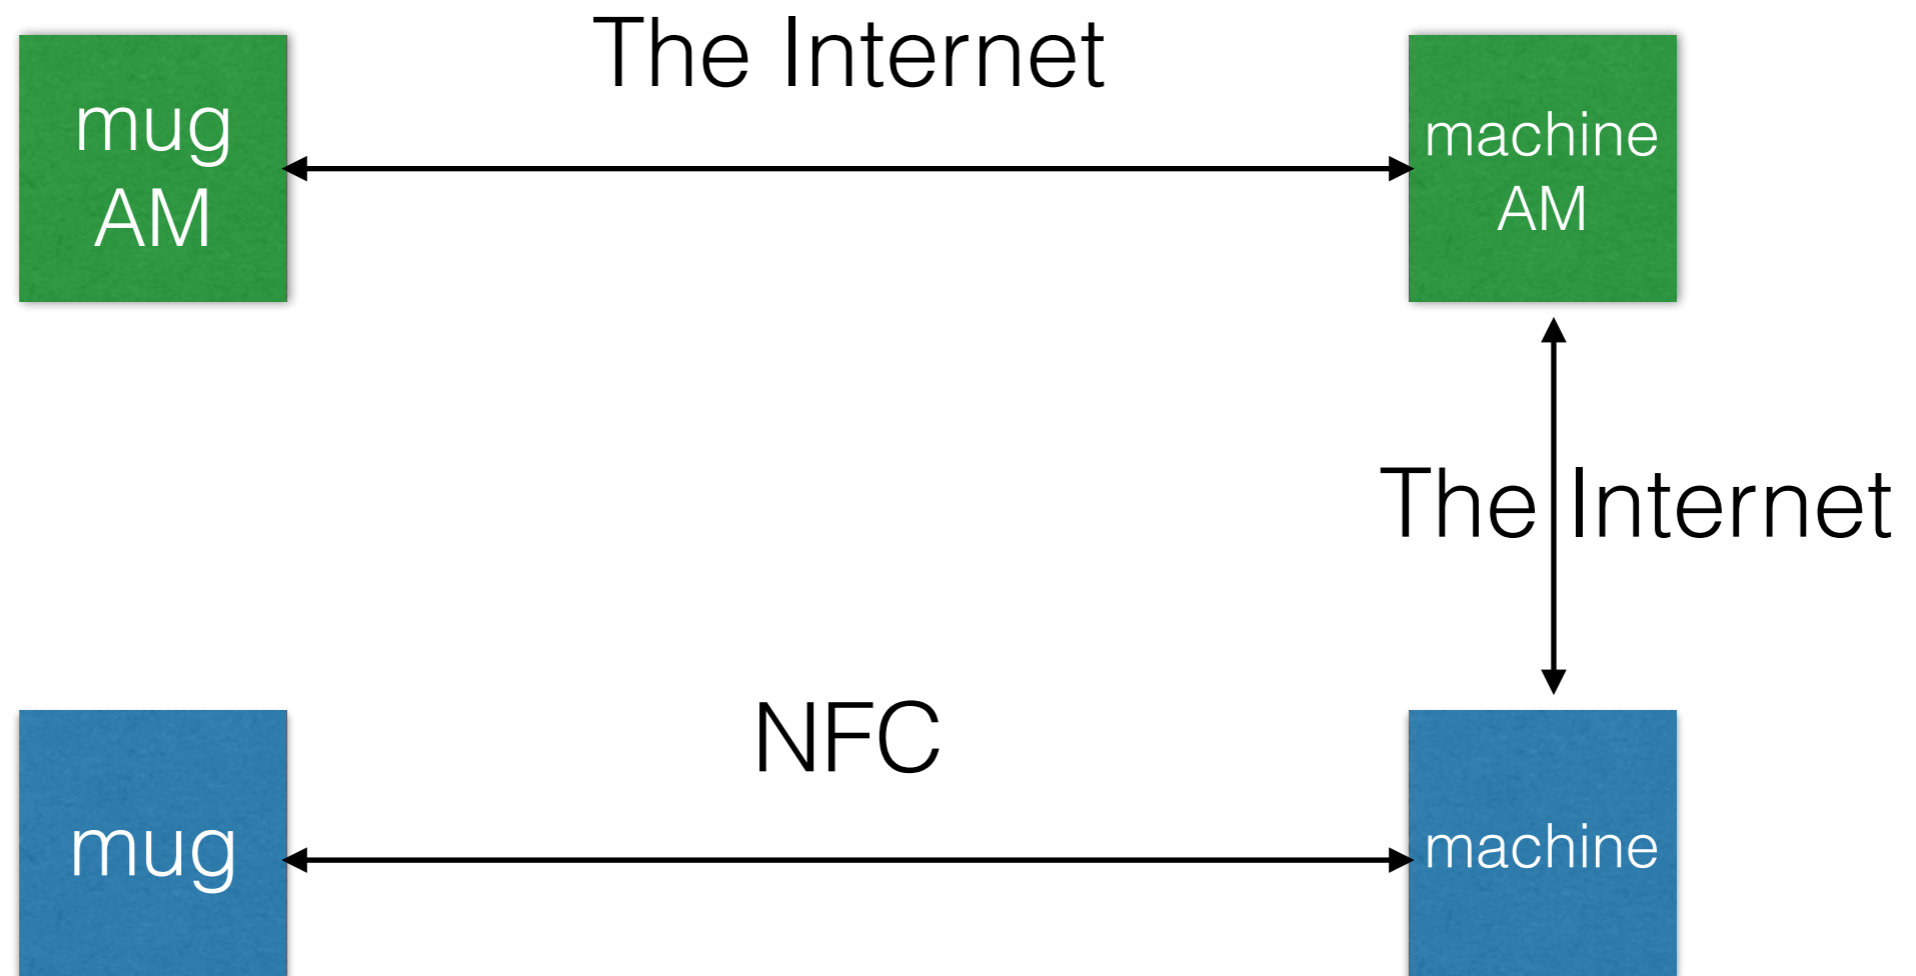 The Internet
mug
AM
machine
AM
The Internet
NFC
mug
machine